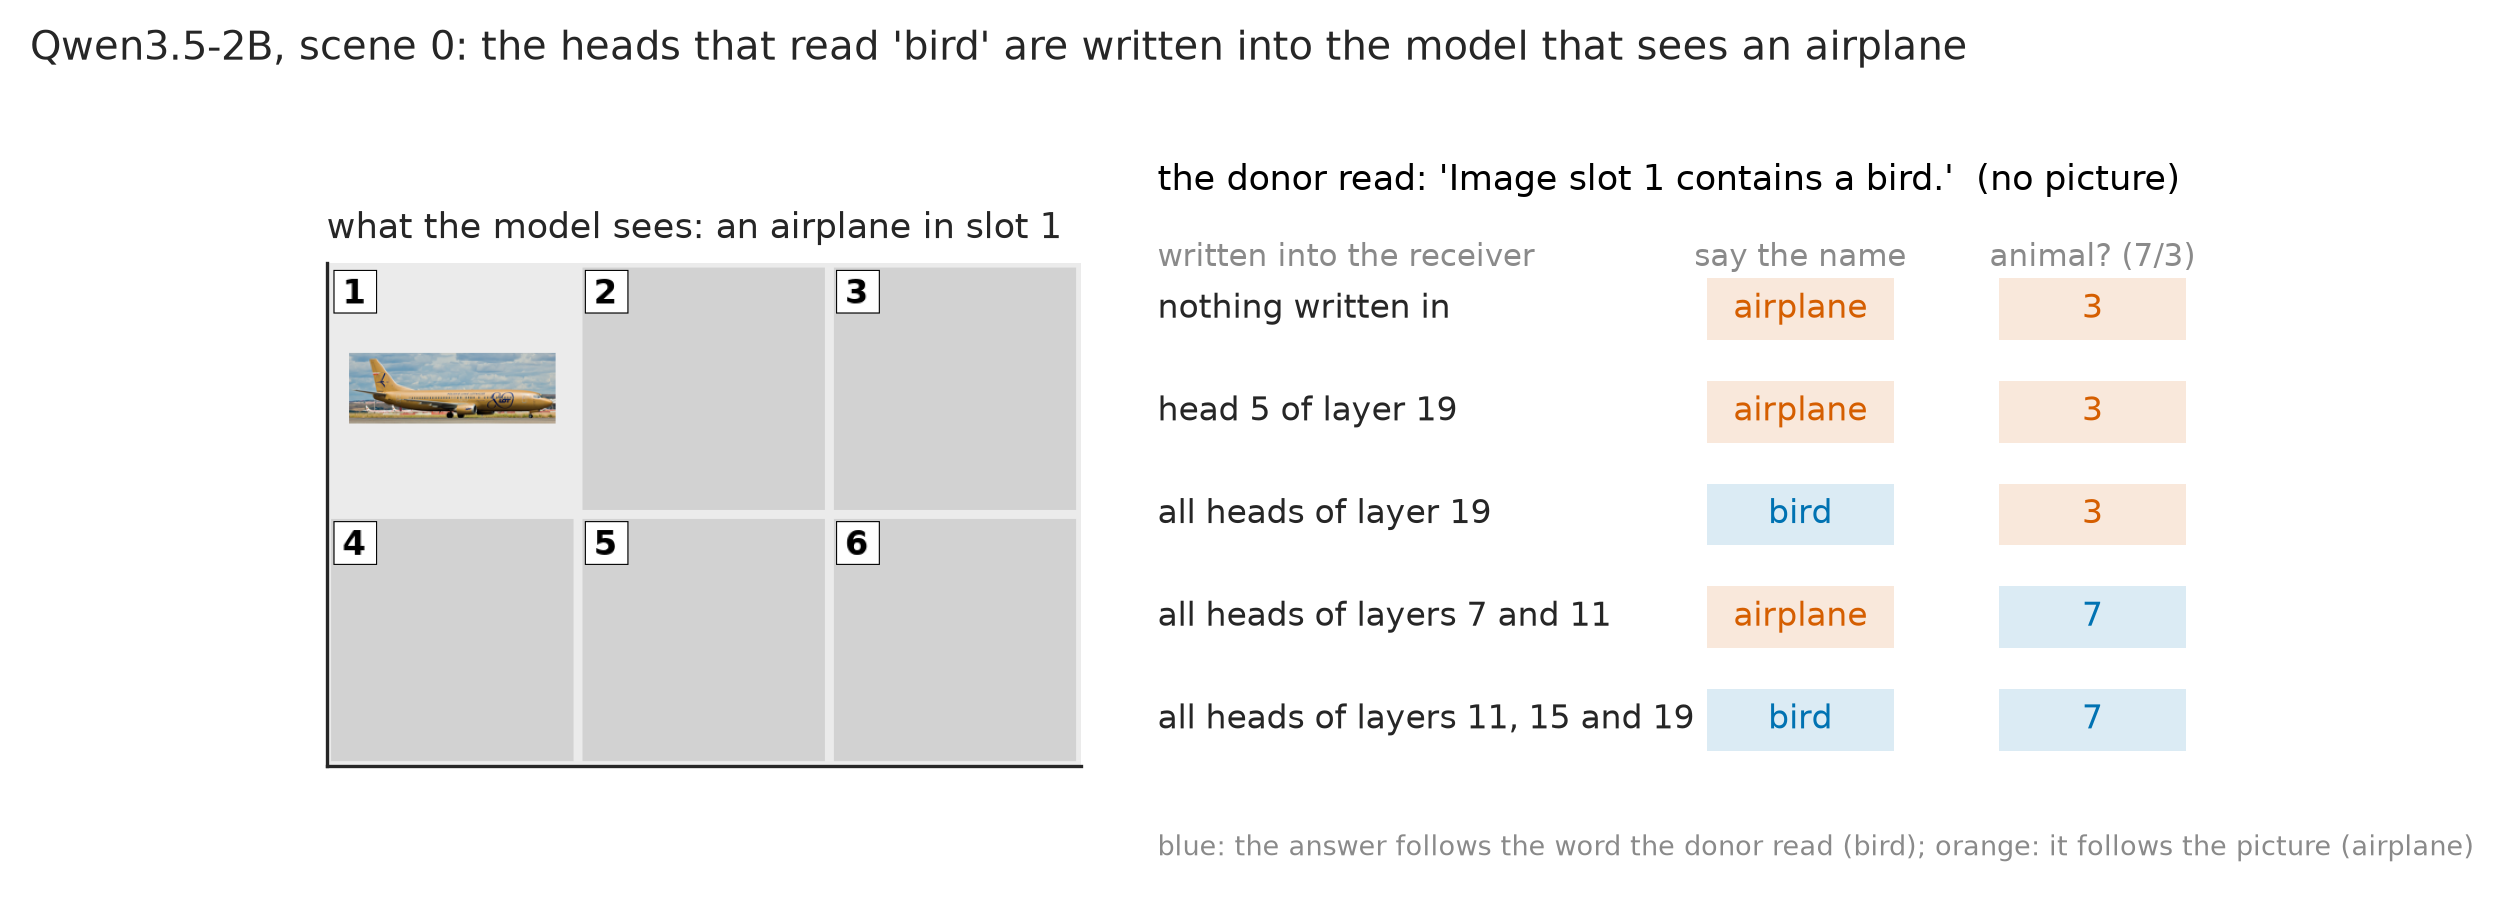 Qwen3.5-2B, scene 0: the heads that read 'bird' are written into the model that sees an airplane
what the model sees: an airplane in slot 1
1
2
3
4
5
6
the donor read: 'Image slot 1 contains a bird.' (no picture)
written into the receiver say the name animal? (7/3)
nothing written in airplane 3
head 5 of layer 19 airplane 3
all heads of layer 19 bird 3
all heads of layers 7 and 11 airplane 7
all heads of layers 11, 15 and 19 bird 7
blue: the answer follows the word the donor read (bird); orange: it follows the picture (airplane)